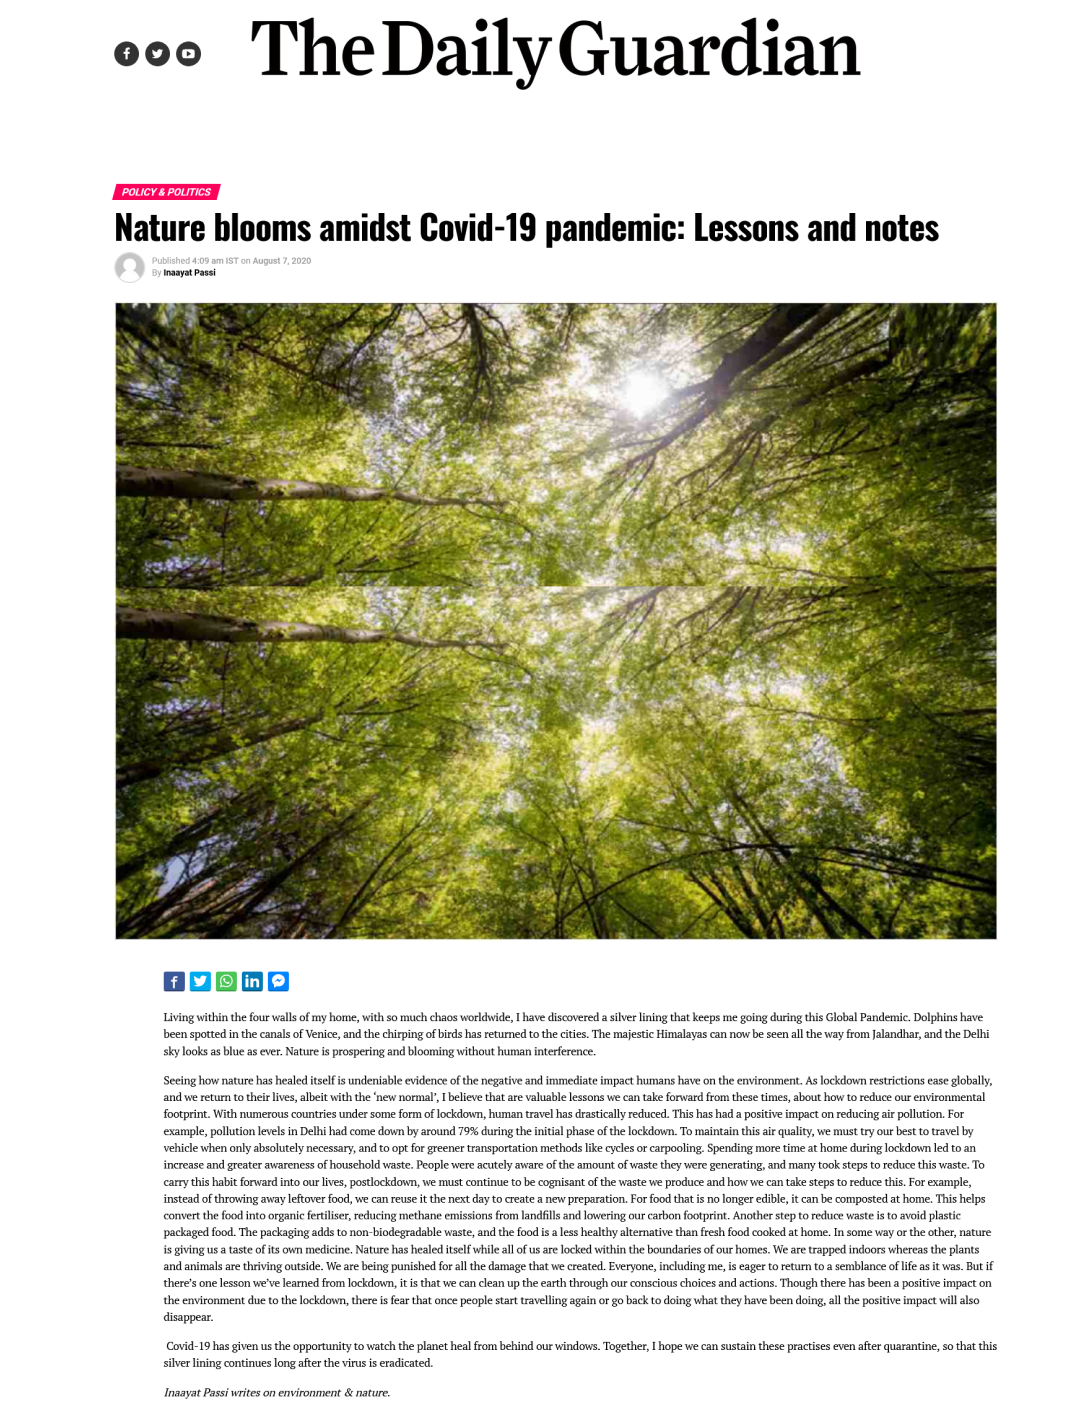 The Daily Guardian
POLICY & POLITICS
Nature blooms amidst Covid-19 pandemic: Lessons and notes
Published 4:09 am IST on August 7, 2020
By Inaayat Passi
Living within the four walls of my home, with so much chaos worldwide, I have discovered a silver lining that keeps me going during this Global Pandemic. Dolphins have
been spotted in the canals of Venice, and the chirping of birds has returned to the cities. The majestic Himalayas can now be seen all the way from Jalandhar, and the Delhi
sky looks as blue as ever. Nature is prospering and blooming without human interference.
Seeing how nature has healed itself is undeniable evidence of the negative and immediate impact humans have on the environment. As lockdown restrictions ease globally,
and we return to their lives, albeit with the ‘new normal’, I believe that are valuable lessons we can take forward from these times, about how to reduce our environmental
footprint. With numerous countries under some form of lockdown, human travel has drastically reduced. This has had a positive impact on reducing air pollution. For
example, pollution levels in Delhi had come down by around 79% during the initial phase of the lockdown. To maintain this air quality, we must try our best to travel by
vehicle when only absolutely necessary, and to opt for greener transportation methods like cycles or carpooling. Spending more time at home during lockdown led to an
increase and greater awareness of household waste. People were acutely aware of the amount of waste they were generating, and many took steps to reduce this waste. To
carry this habit forward into our lives, postlockdown, we must continue to be cognisant of the waste we produce and how we can take steps to reduce this. For example,
instead of throwing away leftover food, we can reuse it the next day to create a new preparation. For food that is no longer edible, it can be composted at home. This helps
convert the food into organic fertiliser, reducing methane emissions from landfills and lowering our carbon footprint. Another step to reduce waste is to avoid plastic
packaged food. The packaging adds to non-biodegradable waste, and the food is a less healthy alternative than fresh food cooked at home. In some way or the other, nature
is giving us a taste of its own medicine. Nature has healed itself while all of us are locked within the boundaries of our homes. We are trapped indoors whereas the plants
and animals are thriving outside. We are being punished for all the damage that we created. Everyone, including me, is eager to return to a semblance of life as it was. But if
there’s one lesson we’ve learned from lockdown, it is that we can clean up the earth through our conscious choices and actions. Though there has been a positive impact on
the environment due to the lockdown, there is fear that once people start travelling again or go back to doing what they have been doing, all the positive impact will also
disappear.
Covid-19 has given us the opportunity to watch the planet heal from behind our windows. Together, I hope we can sustain these practises even after quarantine, so that this
silver lining continues long after the virus is eradicated.
Inaayat Passi writes on environment & nature.